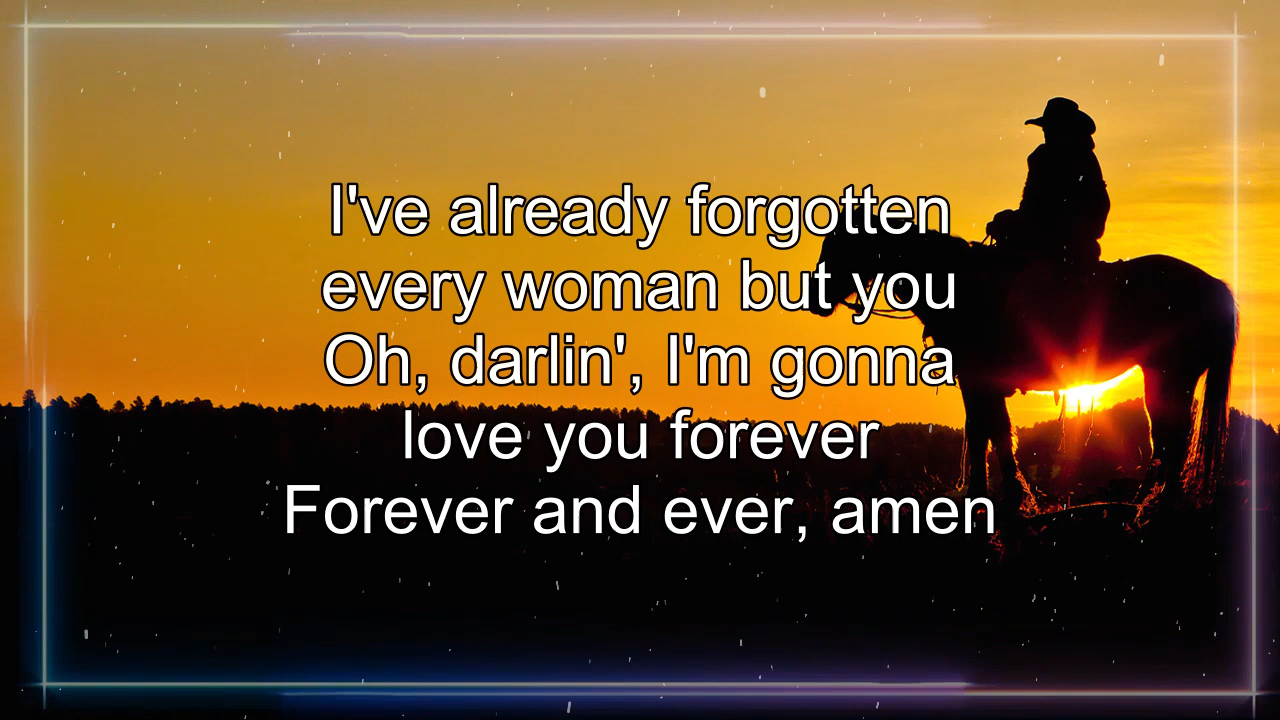 I've already forgotten
every woman but you
Oh, darlin', I'm gonna
love you forever
Forever and ever, amen